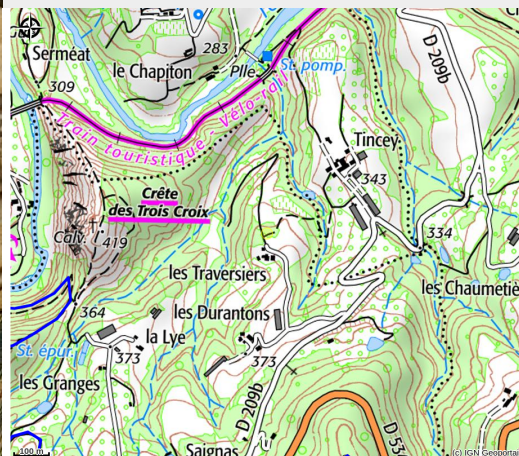 Serméat
283
D 209b
le Chapiton
Plle
St. pomp.
309
Train touristique - Vélo rail
Tincey
343
Crête
des Trois Croix
Calv.
419
334
les Traversiers
les Chaumetiè
364
les Durantons
la Lye
St. épur.
373
373
les Granges
D 209b
Saignas
D 53
100 m
(c) IGN Geoportai